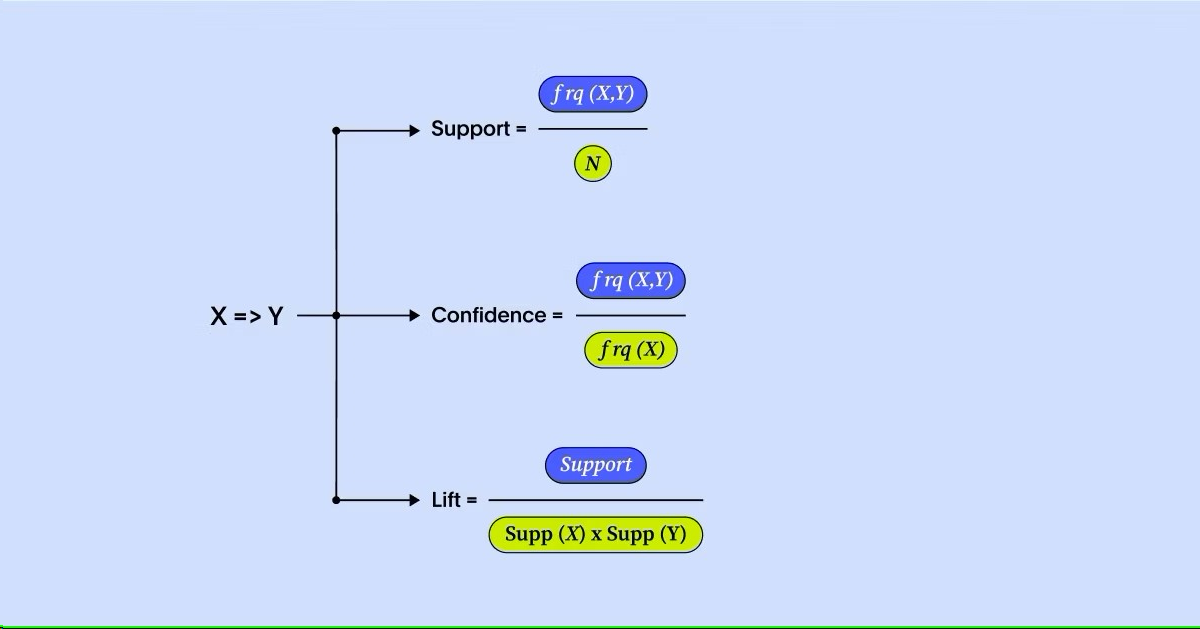 frq (X,Y)
Support =
N
frq (X,Y)
X => Y
Confidence =
frq (X)
Support
Lift =
Supp (X) x Supp (Y)